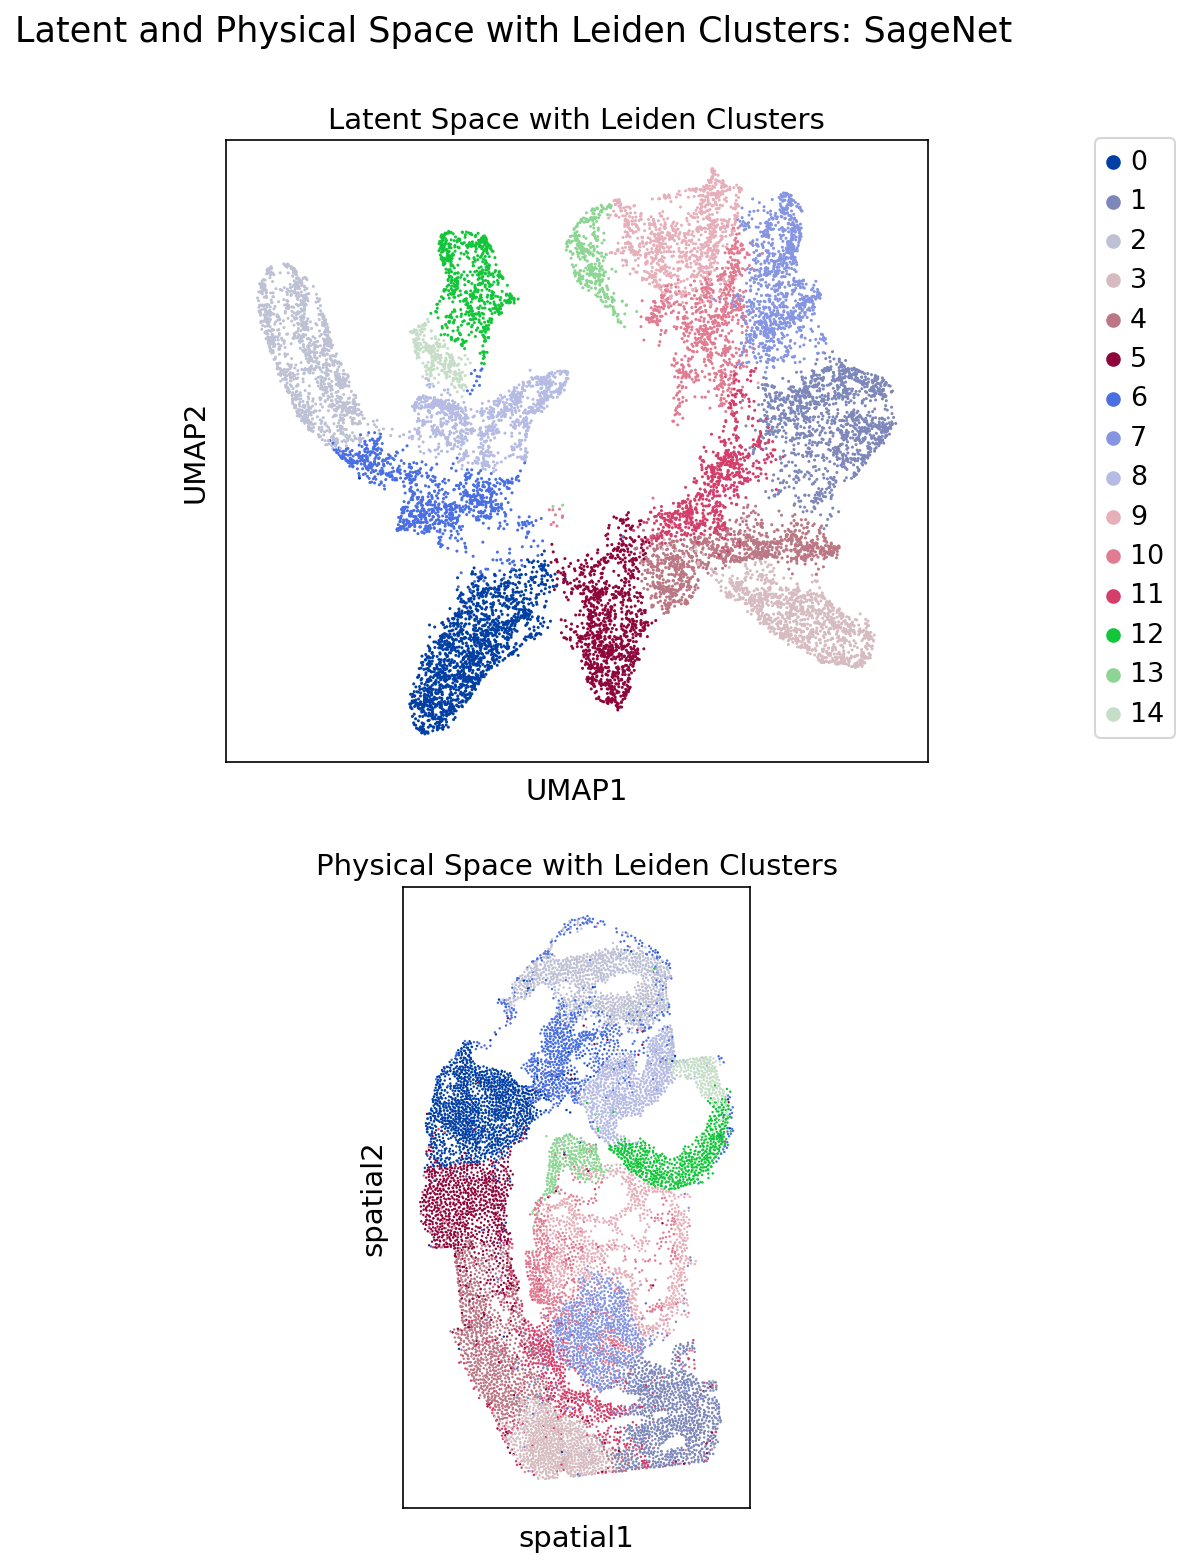 Latent and Physical Space with Leiden Clusters: SageNet
Latent Space with Leiden Clusters
UMAP2
UMAP1
0
1
2
3
4
5
6
7
8
9
10
11
12
13
14
Physical Space with Leiden Clusters
spatial2
spatial1